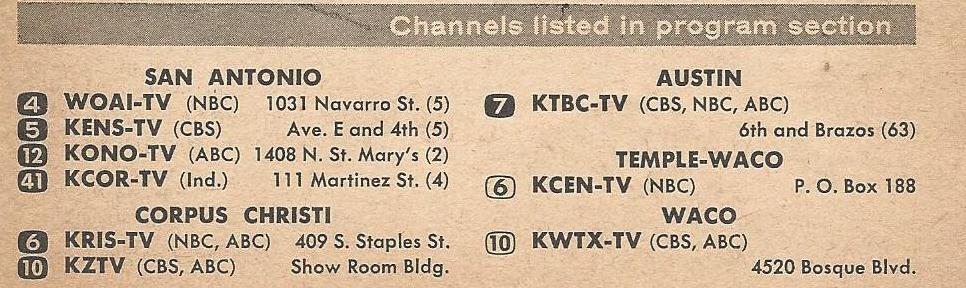 Channels listed in program section
SAN ANTONIO
4 WOAI-TV (NBC) 1031 Navarro St. (5)
5 KENS-TV (CBS) Ave. E and 4th (5)
12 KONO-TV (ABC) 1408 N. St. Mary's (2)
41 KCOR-TV (Ind.) 111 Martinez St. (4)
CORPUS CHRISTI
6 KRIS-TV (NBC, ABC) 409 S. Staples St.
10 KZTV (CBS, ABC) Show Room Bldg.
AUSTIN
7 KTBC-TV (CBS, NBC, ABC)
6th and Brazos (63)
TEMPLE-WACO
6 KCEN-TV (NBC) P. O. Box 188
WACO
10 KWTX-TV (CBS, ABC)
4520 Bosque Blvd.